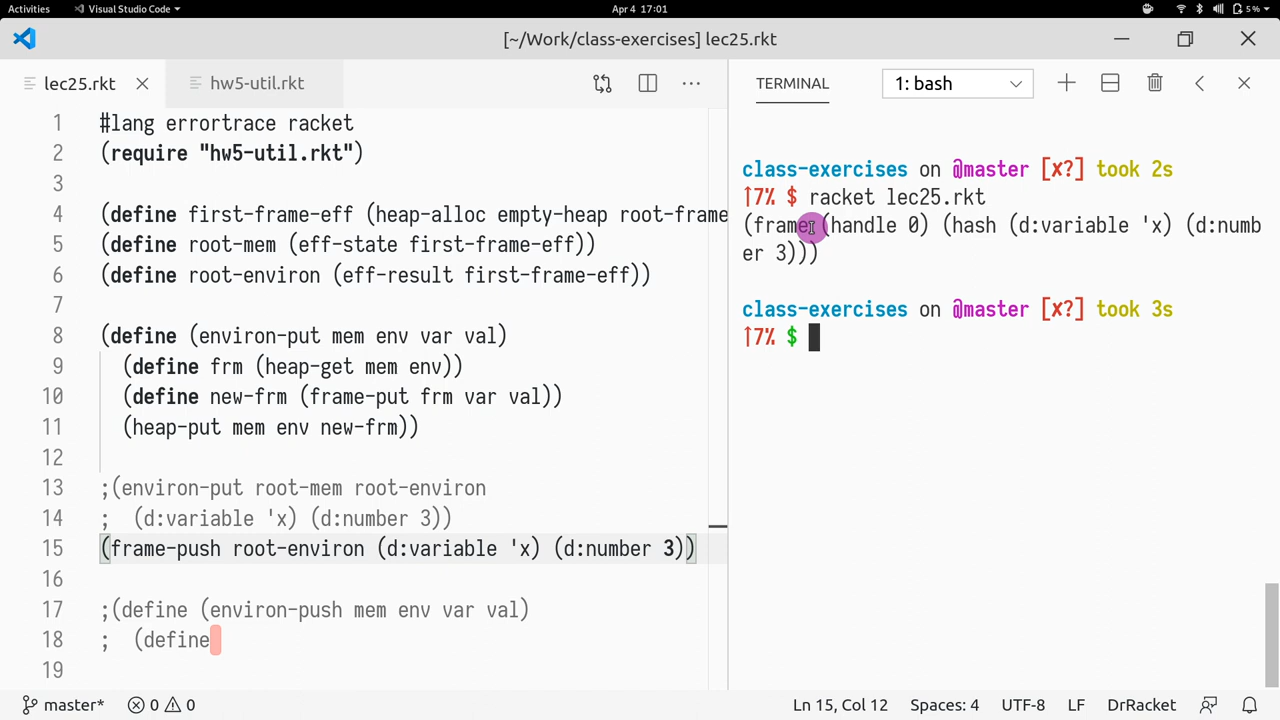 Activities Visual Studio Code Apr 4 17:01 5%
[~/Work/class-exercises] lec25.rkt
lec25.rkt hw5-util.rkt
1 #lang errortrace racket
2 (require "hw5-util.rkt")
3
4 (define first-frame-eff (heap-alloc empty-heap root-frame
5 (define root-mem (eff-state first-frame-eff))
6 (define root-environ (eff-result first-frame-eff))
7
8 (define (environ-put mem env var val)
9 (define frm (heap-get mem env))
10 (define new-frm (frame-put frm var val))
11 (heap-put mem env new-frm))
12
13 ;(environ-put root-mem root-environ
14 ;  (d:variable 'x) (d:number 3))
15 (frame-push root-environ (d:variable 'x) (d:number 3))
16
17 ;(define (environ-push mem env var val)
18 ;  (define
19
TERMINAL 1: bash
class-exercises on @master [✘?] took 2s
↑7% $ racket lec25.rkt
(frame (handle 0) (hash (d:variable 'x) (d:numb
er 3)))
class-exercises on @master [✘?] took 3s
↑7% $
master* 0 0 Ln 15, Col 12 Spaces: 4 UTF-8 LF DrRacket